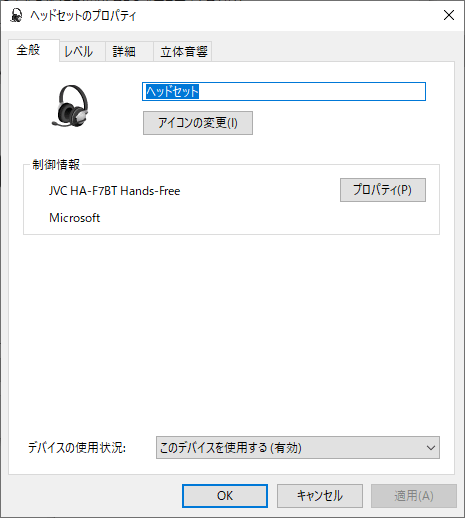 ヘッドセットのプロパティ
全般 レベル 詳細 立体音響
ヘッドセット
アイコンの変更(I)
制御情報
JVC HA-F7BT Hands-Free プロパティ(P)
Microsoft
デバイスの使用状況: このデバイスを使用する (有効)
OK キャンセル 適用(A)